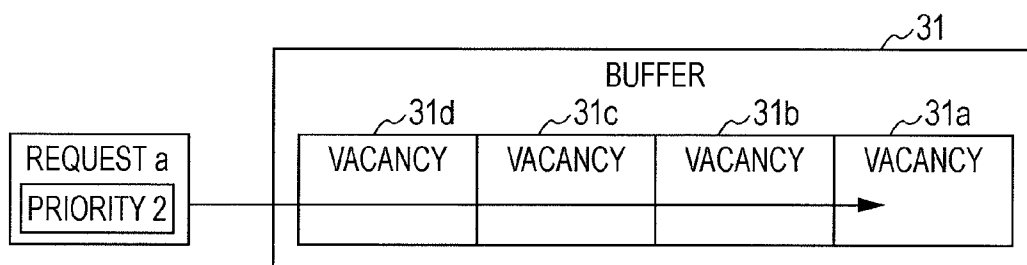 31
BUFFER
31d 31c 31b 31a
REQUEST a VACANCY VACANCY VACANCY VACANCY
PRIORITY 2